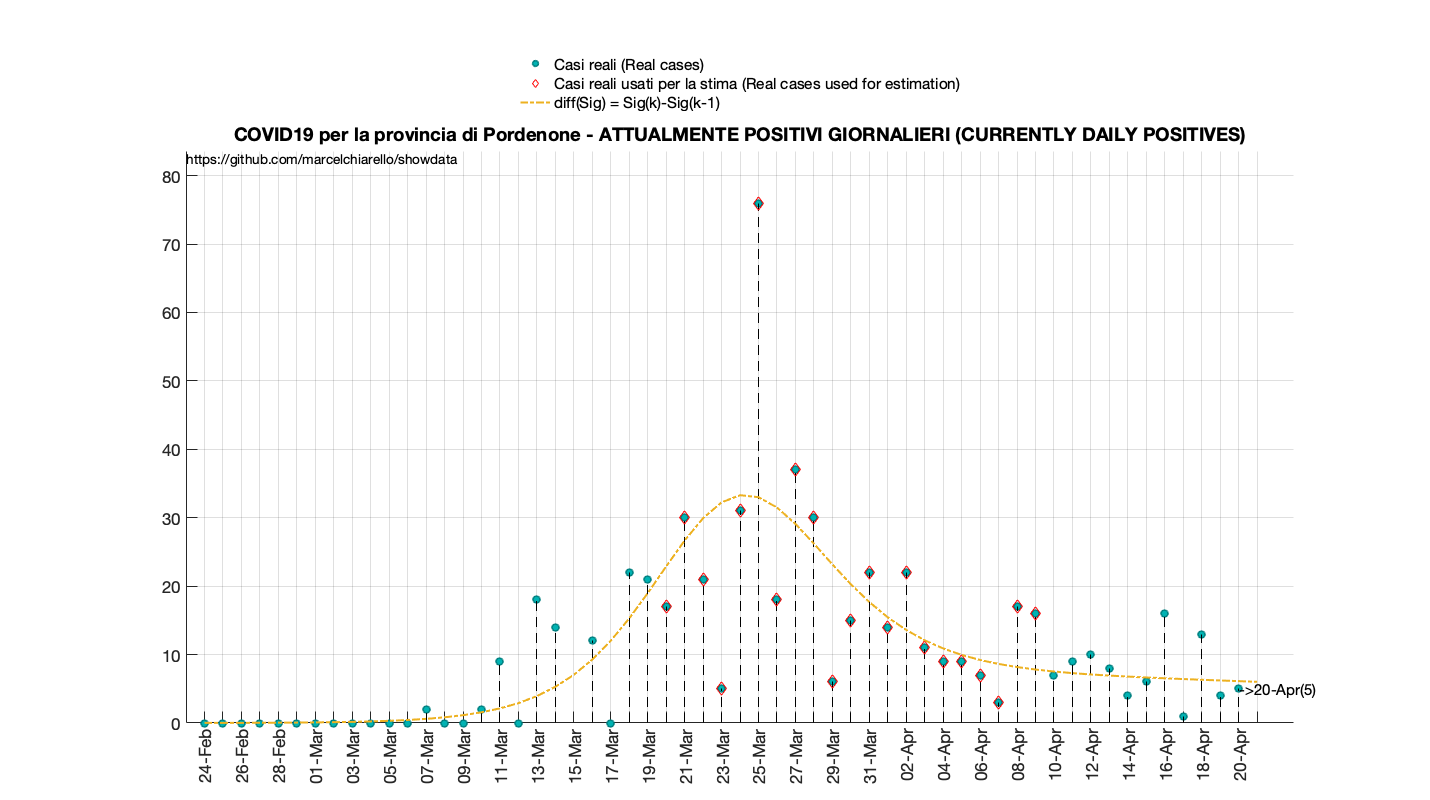 Casi reali (Real cases)
Casi reali usati per la stima (Real cases used for estimation)
diff(Sig) = Sig(k)-Sig(k-1)
COVID19 per la provincia di Pordenone - ATTUALMENTE POSITIVI GIORNALIERI (CURRENTLY DAILY POSITIVES)
https://github.com/marcelchiarello/showdata
80
70
60
50
40
30
20
10
0
->20-Apr(5)
24-Feb
26-Feb
28-Feb
01-Mar
03-Mar
05-Mar
07-Mar
09-Mar
11-Mar
13-Mar
15-Mar
17-Mar
19-Mar
21-Mar
23-Mar
25-Mar
27-Mar
29-Mar
31-Mar
02-Apr
04-Apr
06-Apr
08-Apr
10-Apr
12-Apr
14-Apr
16-Apr
18-Apr
20-Apr